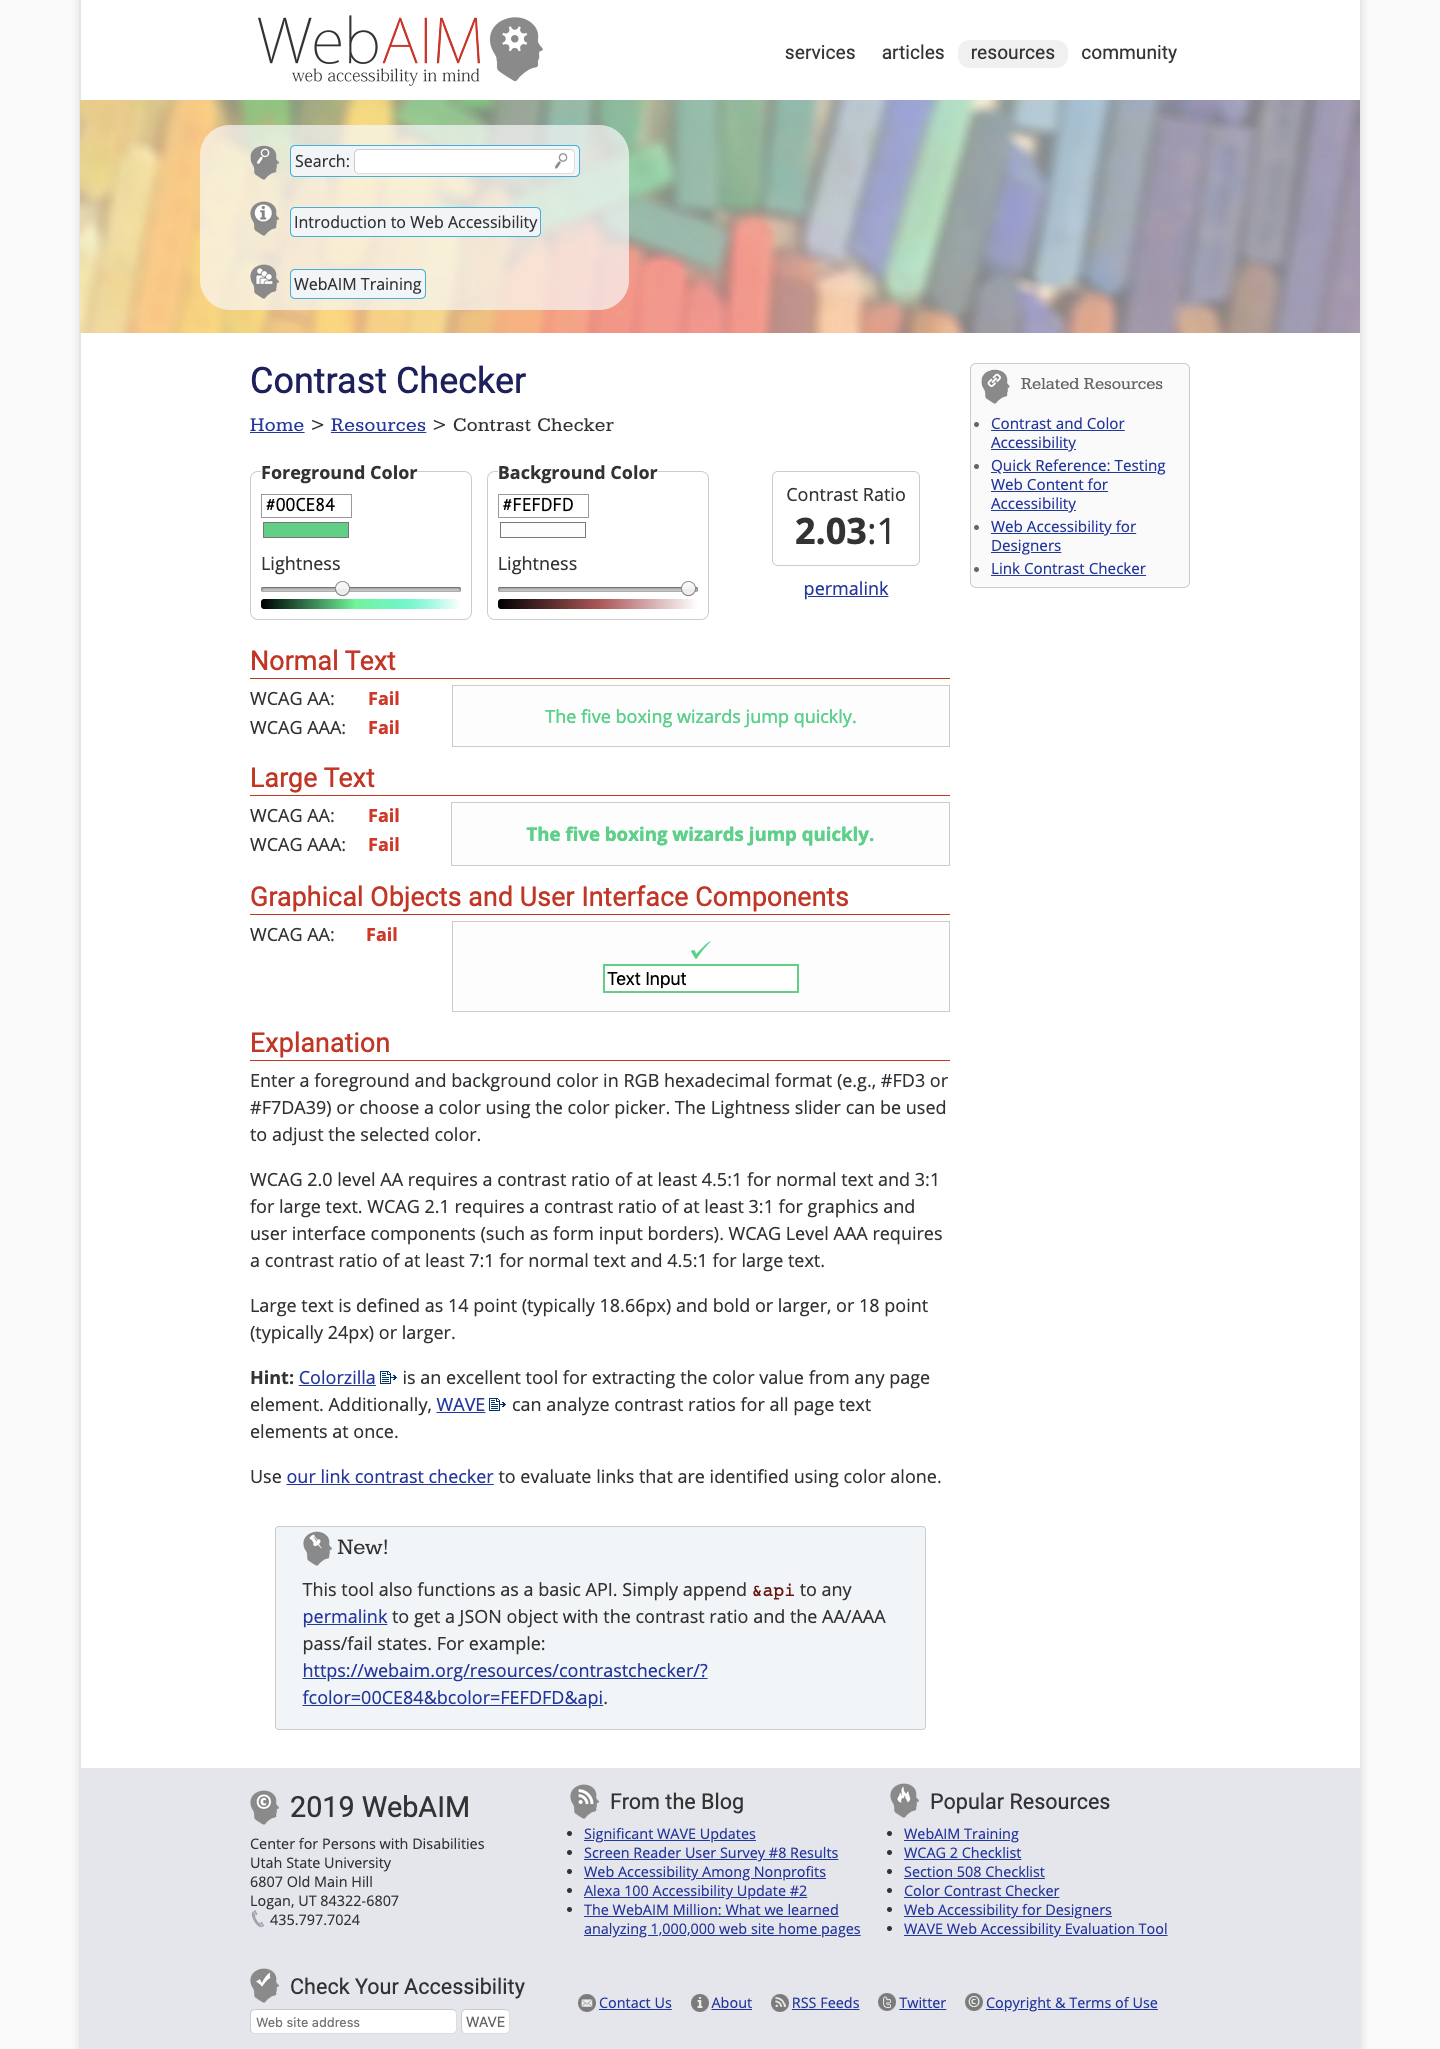 WebAIM
web accessibility in mind
services articles resources community
Search:
Introduction to Web Accessibility
WebAIM Training
Contrast Checker
Home > Resources > Contrast Checker
Foreground Color
#00CE84
Lightness
Background Color
#FEFDFD
Lightness
Contrast Ratio
2.03:1
permalink
Related Resources
Contrast and Color
Accessibility
Quick Reference: Testing
Web Content for
Accessibility
Web Accessibility for
Designers
Link Contrast Checker
Normal Text
WCAG AA: Fail
WCAG AAA: Fail
The five boxing wizards jump quickly.
Large Text
WCAG AA: Fail
WCAG AAA: Fail
The five boxing wizards jump quickly.
Graphical Objects and User Interface Components
WCAG AA: Fail
✓
Text Input
Explanation
Enter a foreground and background color in RGB hexadecimal format (e.g., #FD3 or
#F7DA39) or choose a color using the color picker. The Lightness slider can be used
to adjust the selected color.
WCAG 2.0 level AA requires a contrast ratio of at least 4.5:1 for normal text and 3:1
for large text. WCAG 2.1 requires a contrast ratio of at least 3:1 for graphics and
user interface components (such as form input borders). WCAG Level AAA requires
a contrast ratio of at least 7:1 for normal text and 4.5:1 for large text.
Large text is defined as 14 point (typically 18.66px) and bold or larger, or 18 point
(typically 24px) or larger.
Hint: Colorzilla is an excellent tool for extracting the color value from any page
element. Additionally, WAVE can analyze contrast ratios for all page text
elements at once.
Use our link contrast checker to evaluate links that are identified using color alone.
New!
This tool also functions as a basic API. Simply append &api to any
permalink to get a JSON object with the contrast ratio and the AA/AAA
pass/fail states. For example:
https://webaim.org/resources/contrastchecker/?
fcolor=00CE84&bcolor=FEFDFD&api.
© 2019 WebAIM
Center for Persons with Disabilities
Utah State University
6807 Old Main Hill
Logan, UT 84322-6807
435.797.7024
From the Blog
Significant WAVE Updates
Screen Reader User Survey #8 Results
Web Accessibility Among Nonprofits
Alexa 100 Accessibility Update #2
The WebAIM Million: What we learned
analyzing 1,000,000 web site home pages
Popular Resources
WebAIM Training
WCAG 2 Checklist
Section 508 Checklist
Color Contrast Checker
Web Accessibility for Designers
WAVE Web Accessibility Evaluation Tool
Check Your Accessibility
Web site address WAVE
Contact Us About RSS Feeds Twitter Copyright & Terms of Use